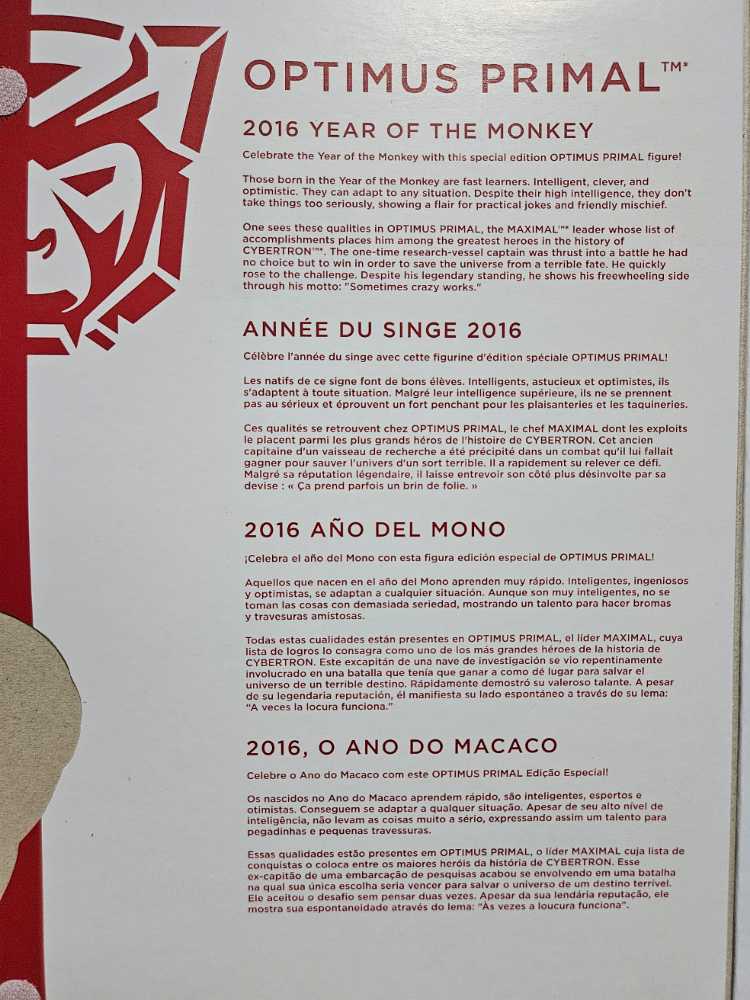 OPTIMUS PRIMAL™*
2016 YEAR OF THE MONKEY
Celebrate the Year of the Monkey with this special edition OPTIMUS PRIMAL figure!
Those born in the Year of the Monkey are fast learners. Intelligent, clever, and
optimistic. They can adapt to any situation. Despite their high intelligence, they don't
take things too seriously, showing a flair for practical jokes and friendly mischief.
One sees these qualities in OPTIMUS PRIMAL, the MAXIMAL™* leader whose list of
accomplishments places him among the greatest heroes in the history of
CYBERTRON™*. The one-time research-vessel captain was thrust into a battle he had
no choice but to win in order to save the universe from a terrible fate. He quickly
rose to the challenge. Despite his legendary standing, he shows his freewheeling side
through his motto: "Sometimes crazy works."
ANNÉE DU SINGE 2016
Célèbre l'année du singe avec cette figurine d'édition spéciale OPTIMUS PRIMAL!
Les natifs de ce signe font de bons élèves. Intelligents, astucieux et optimistes, ils
s'adaptent à toute situation. Malgré leur intelligence supérieure, ils ne se prennent
pas au sérieux et éprouvent un fort penchant pour les plaisanteries et les taquineries.
Ces qualités se retrouvent chez OPTIMUS PRIMAL, le chef MAXIMAL dont les exploits
le placent parmi les plus grands héros de l'histoire de CYBERTRON. Cet ancien
capitaine d'un vaisseau de recherche a été précipité dans un combat qu'il lui fallait
gagner pour sauver l'univers d'un sort terrible. Il a rapidement su relever ce défi.
Malgré sa réputation légendaire, il laisse entrevoir son côté plus désinvolte par sa
devise : « Ça prend parfois un brin de folie. »
2016 AÑO DEL MONO
¡Celebra el año del Mono con esta figura edición especial de OPTIMUS PRIMAL!
Aquellos que nacen en el año del Mono aprenden muy rápido. Inteligentes, ingeniosos
y optimistas, se adaptan a cualquier situación. Aunque son muy inteligentes, no se
toman las cosas con demasiada seriedad, mostrando un talento para hacer bromas
y travesuras amistosas.
Todas estas cualidades están presentes en OPTIMUS PRIMAL, el líder MAXIMAL, cuya
lista de logros lo consagra como uno de los más grandes héroes de la historia de
CYBERTRON. Este excapitán de una nave de investigación se vio repentinamente
involucrado en una batalla que tenía que ganar a como dé lugar para salvar el
universo de un terrible destino. Rápidamente demostró su valeroso talante. A pesar
de su legendaria reputación, él manifiesta su lado espontáneo a través de su lema:
"A veces la locura funciona."
2016, O ANO DO MACACO
Celebre o Ano do Macaco com este OPTIMUS PRIMAL Edição Especial!
Os nascidos no Ano do Macaco aprendem rápido, são inteligentes, espertos e
otimistas. Conseguem se adaptar a qualquer situação. Apesar de seu alto nível de
inteligência, não levam as coisas muito a sério, expressando assim um talento para
pegadinhas e pequenas travessuras.
Essas qualidades estão presentes em OPTIMUS PRIMAL, o líder MAXIMAL cuja lista de
conquistas o coloca entre os maiores heróis da história de CYBERTRON. Esse
ex-capitão de uma embarcação de pesquisas acabou se envolvendo em uma batalha
na qual sua única escolha seria vencer para salvar o universo de um destino terrível.
Ele aceitou o desafio sem pensar duas vezes. Apesar da sua lendária reputação, ele
mostra sua espontaneidade através do lema: "Às vezes a loucura funciona".